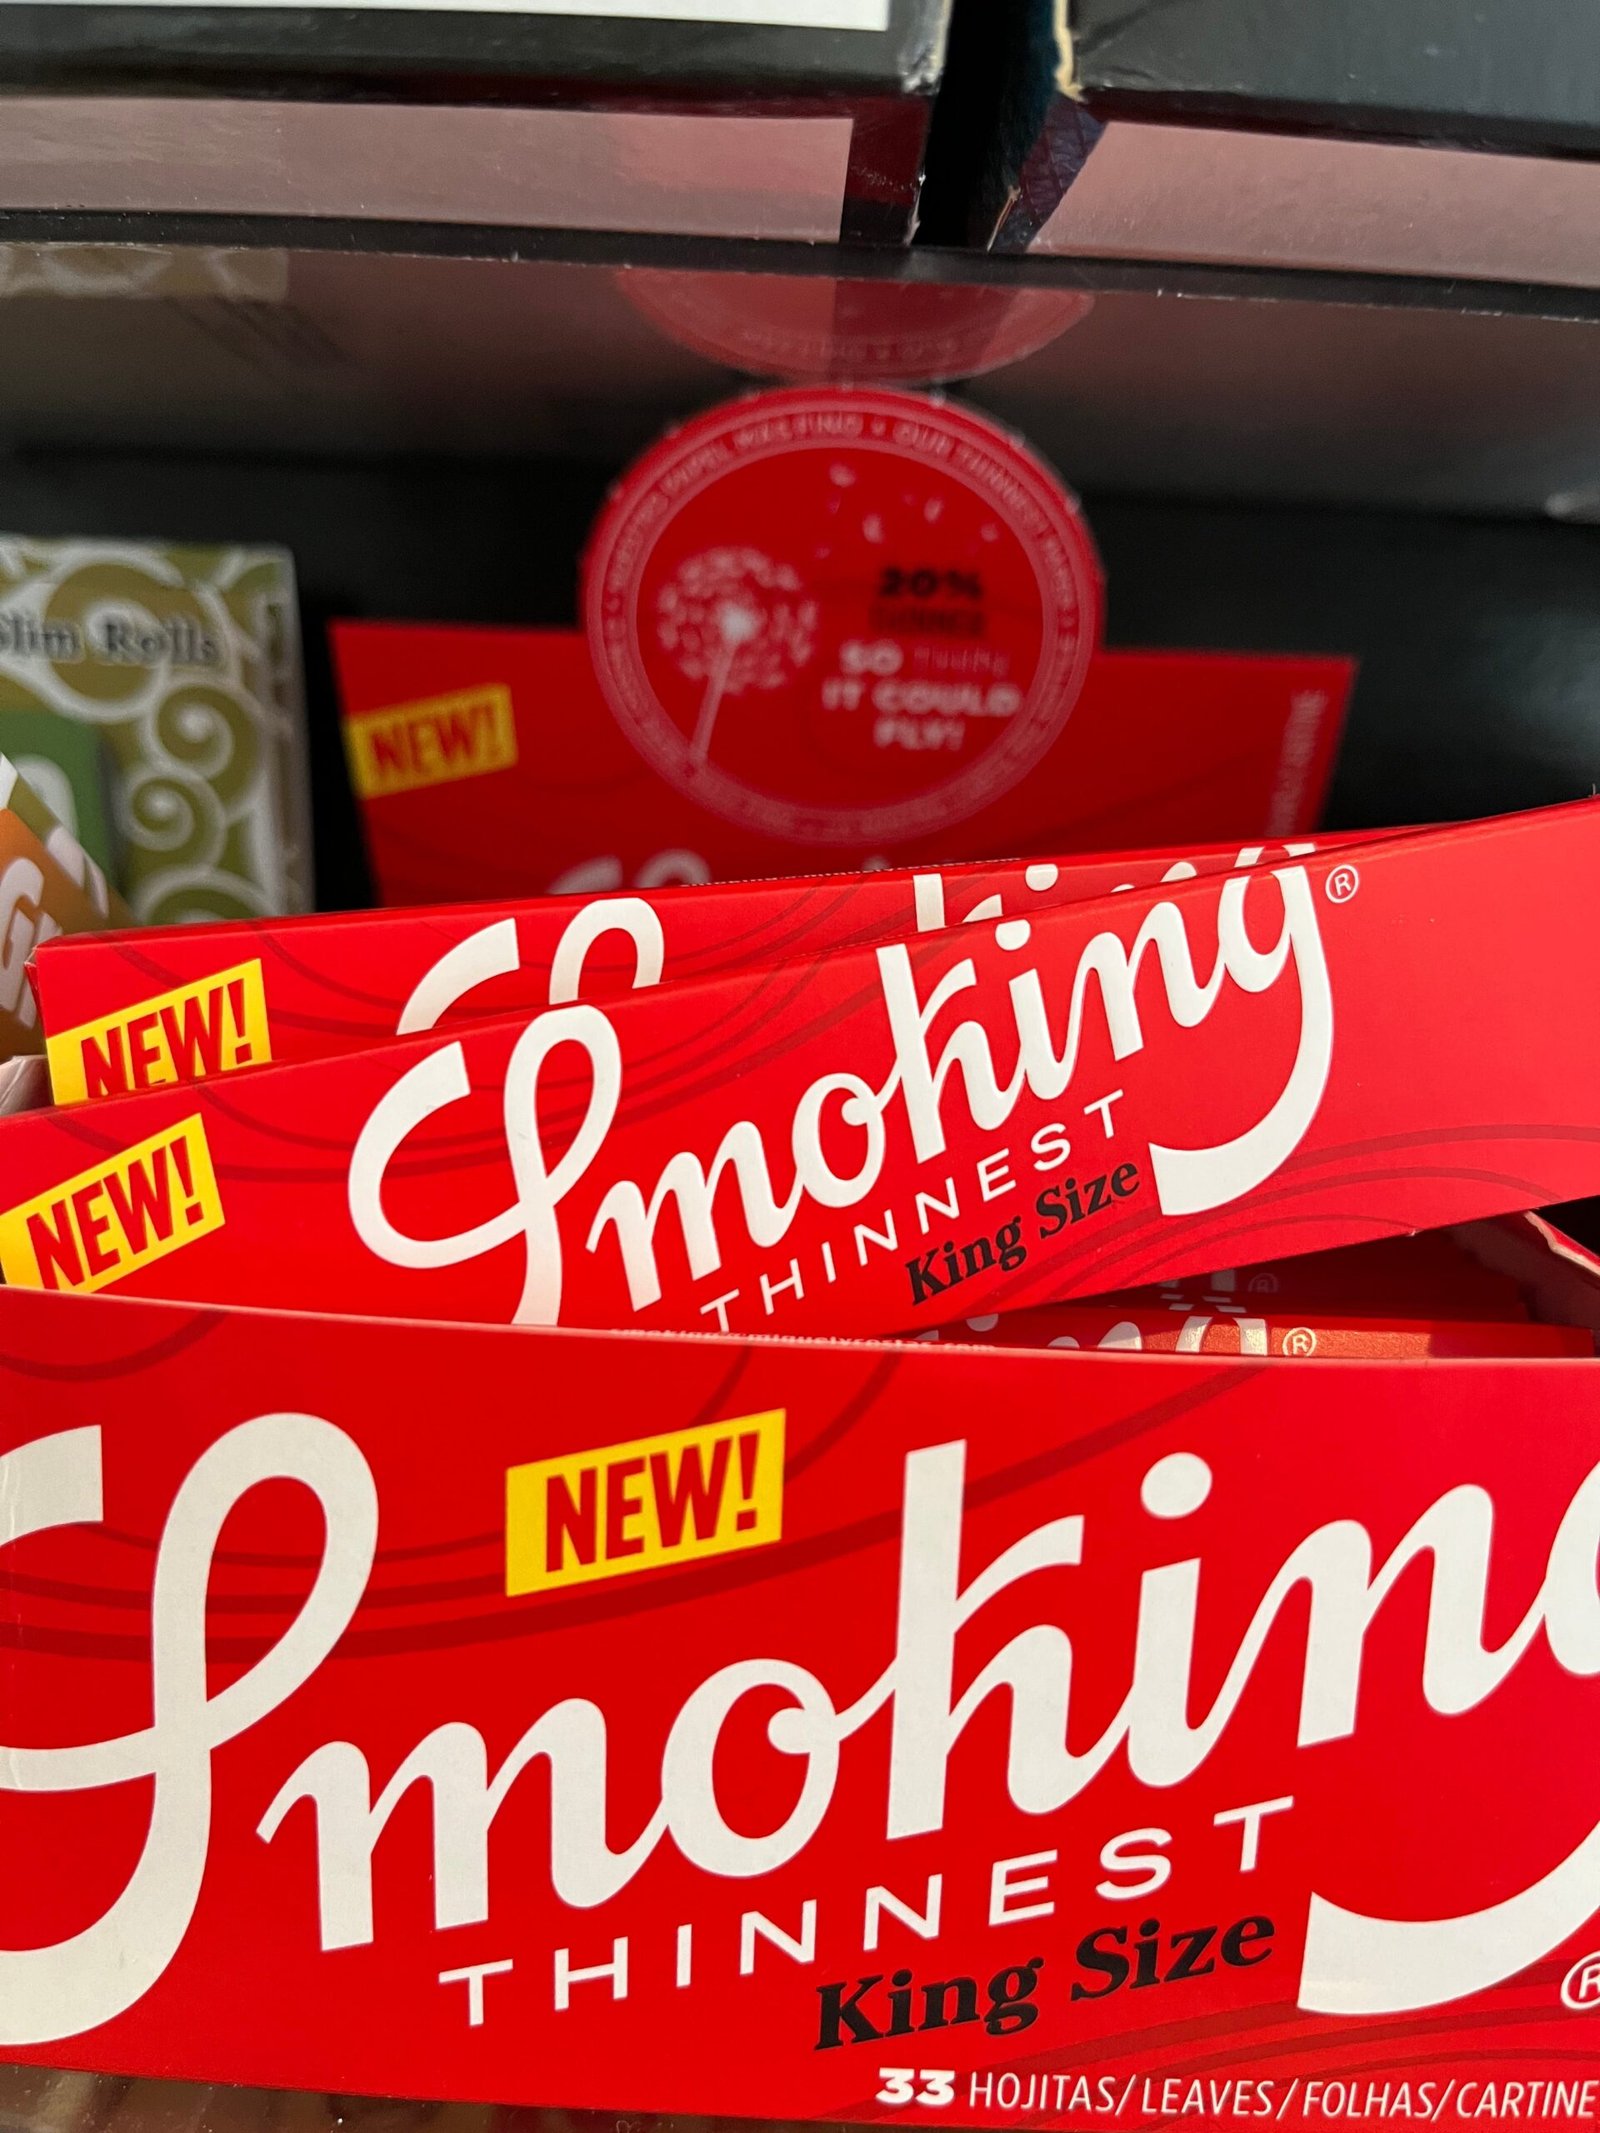 Slim Rolls
20%
SO
IT COULD
FLY!
NEW!
NEW!
Smoking®
NEW!
THINNEST
King Size
®
NEW!
Smoking
THINNEST
King Size
®
33 HOJITAS/LEAVES/FOLHAS/CARTINE